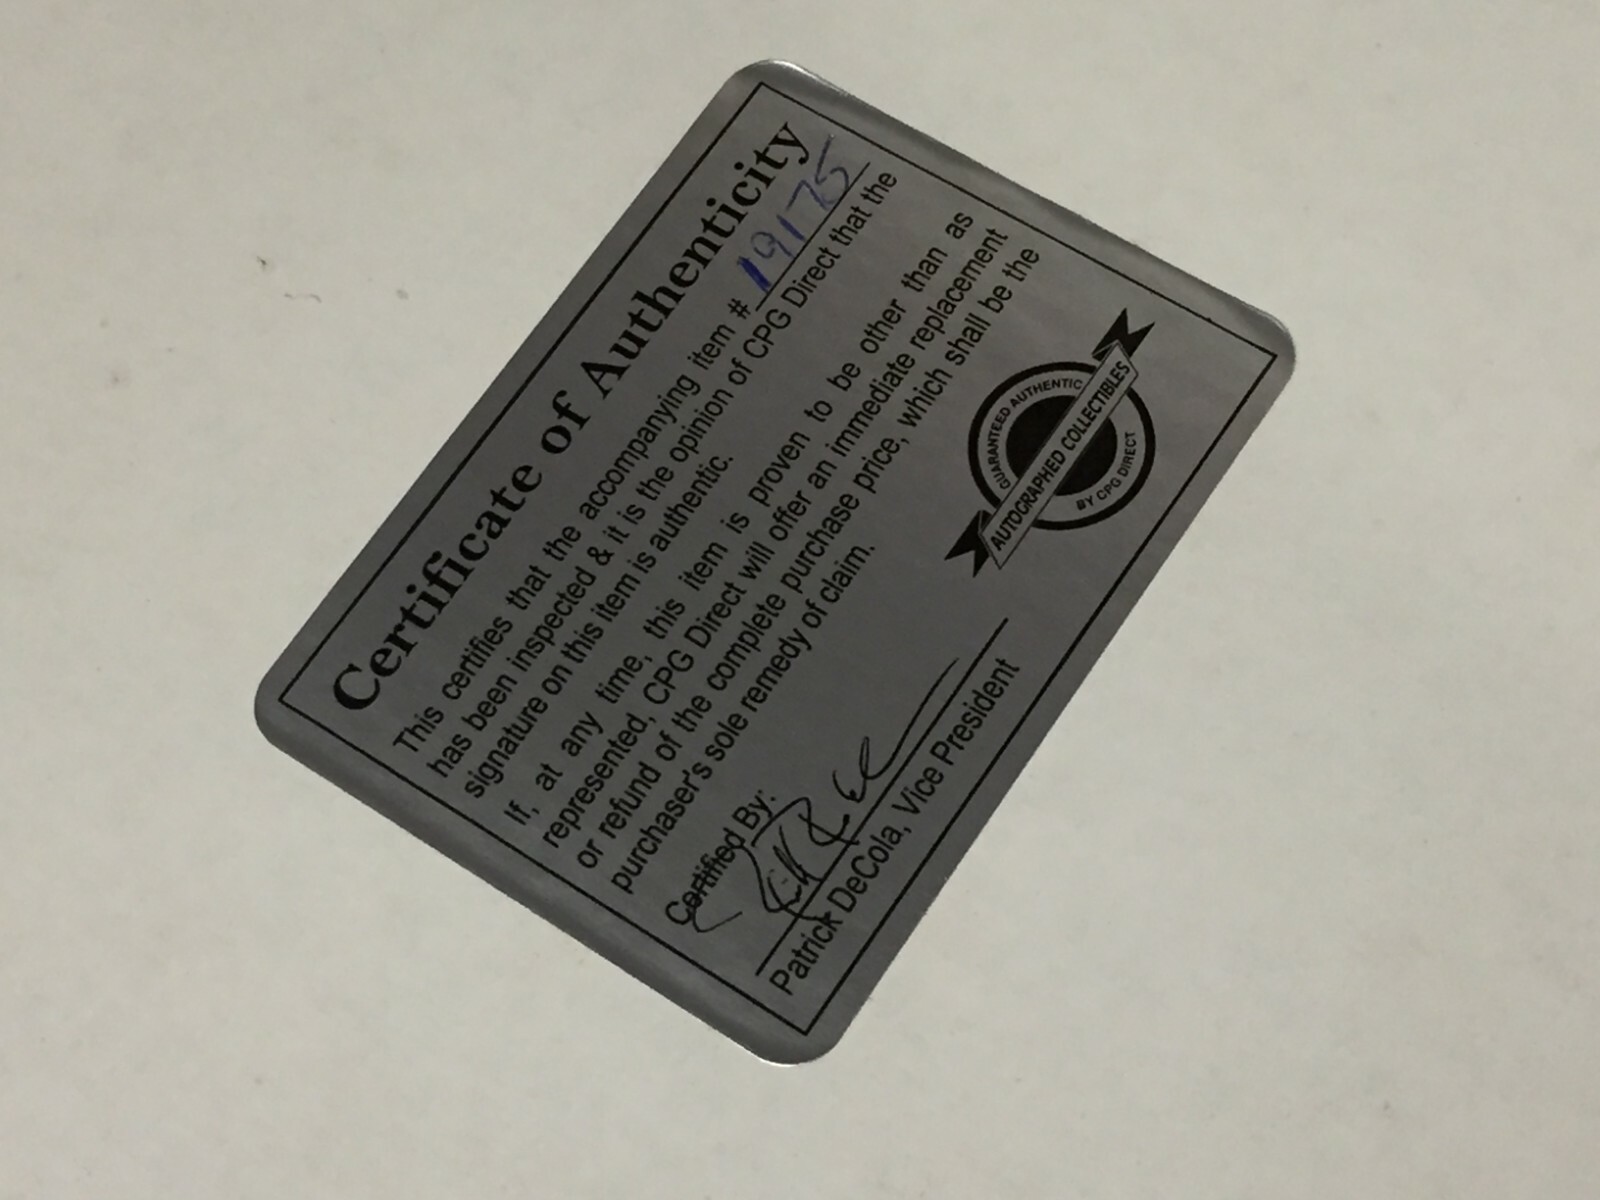 Certificate of Authenticity
This certifies that the accompanying item # 19175
has been inspected & it is the opinion of CPG Direct that the
signature on this item is authentic.
If, at any time, this item is proven to be other than as
represented, CPG Direct will offer an immediate replacement
or refund of the complete purchase price, which shall be the
purchaser's sole remedy of claim.
Certified By:
Patrick DeCola, Vice President
GUARANTEED AUTHENTIC
AUTOGRAPHED COLLECTIBLES
BY CPG DIRECT